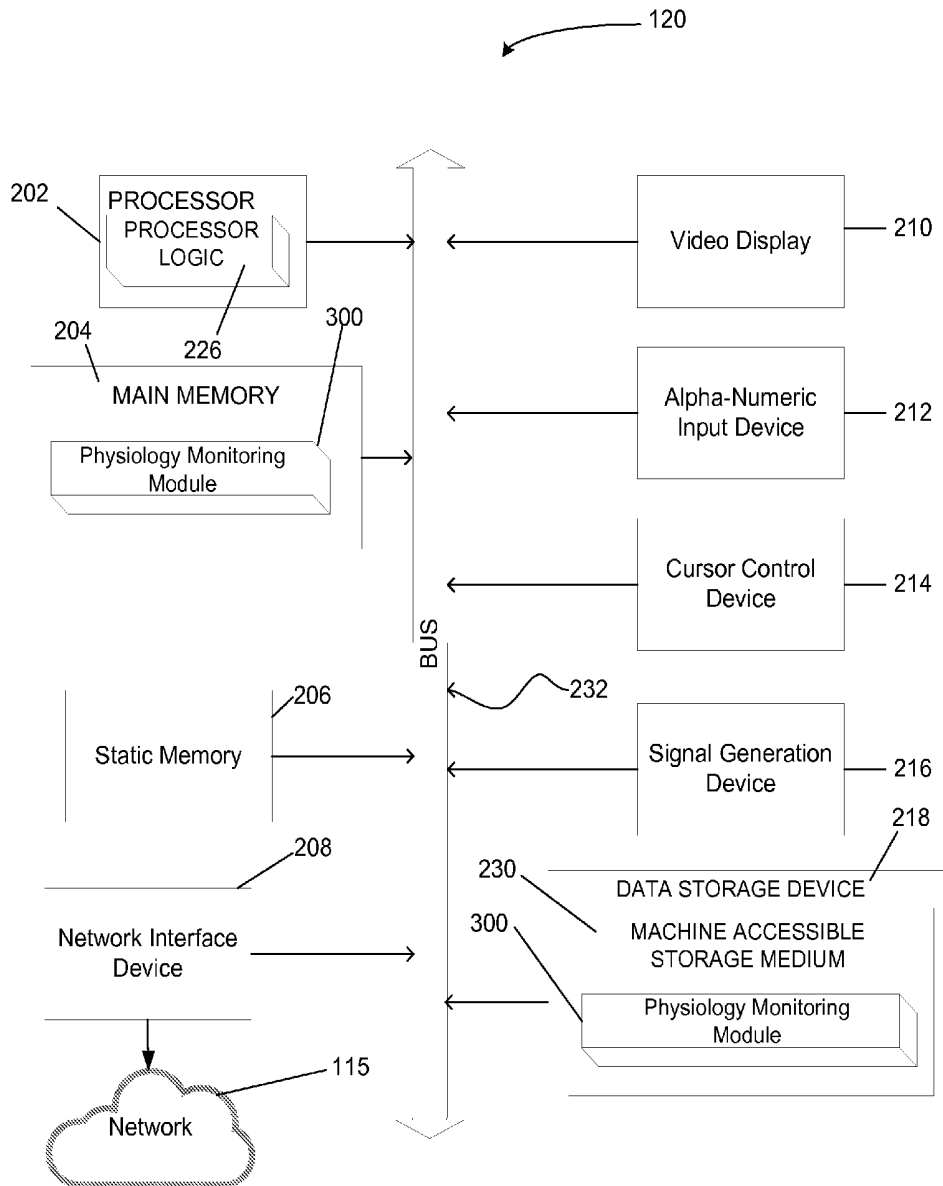 120
202
PROCESSOR
PROCESSOR
LOGIC
226
Video Display
210
204
300
MAIN MEMORY
Physiology Monitoring
Module
Alpha-Numeric
Input Device
212
Cursor Control
Device
214
BUS
232
206
Static Memory
Signal Generation
Device
216
208
Network Interface
Device
218
230
DATA STORAGE DEVICE
MACHINE ACCESSIBLE
STORAGE MEDIUM
300
Physiology Monitoring
Module
115
Network